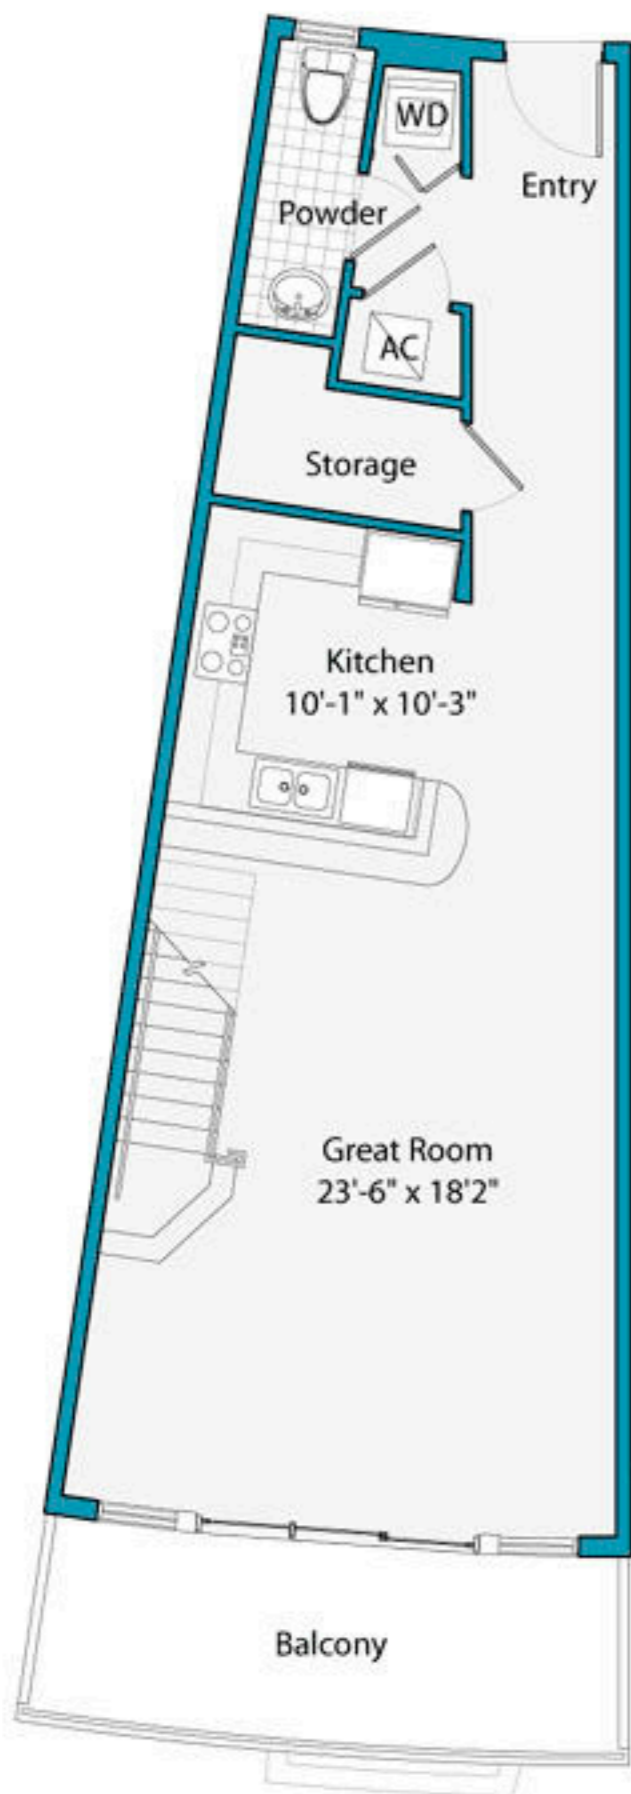 WD
Entry
Powder
AC
Storage
Kitchen
10'-1" x 10'-3"
Great Room
23'-6" x 18'2"
Balcony